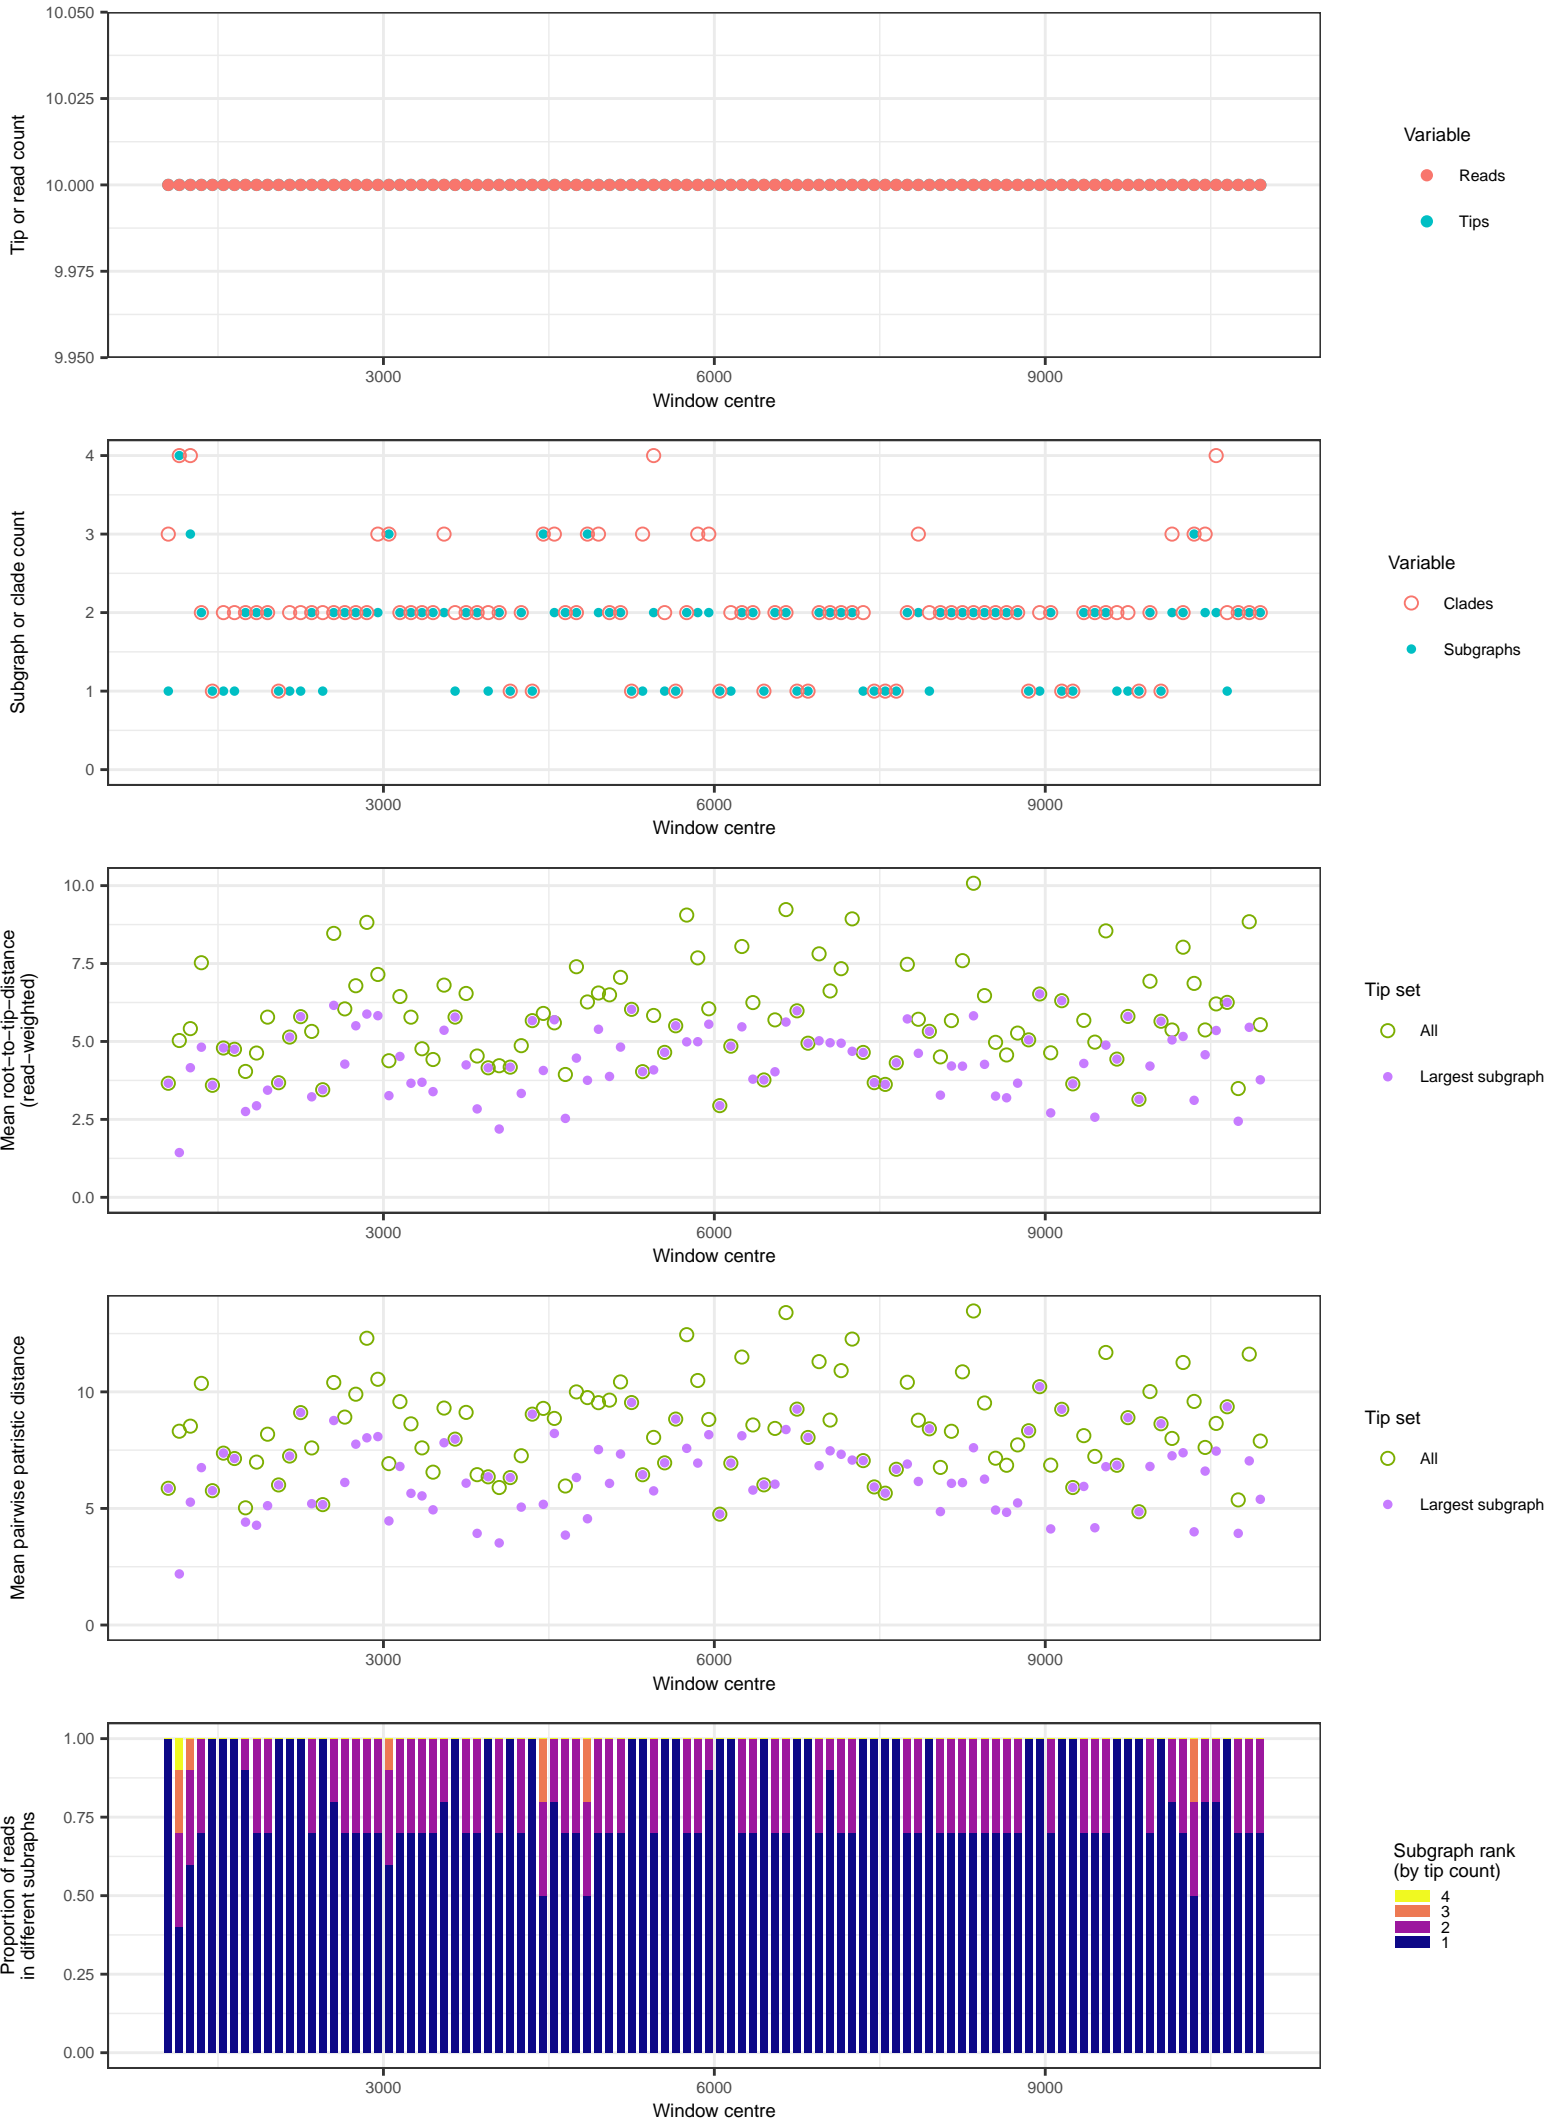 10.050
10.025
10.000
9.975
9.950
Tip or read count
3000
6000
9000
Window centre
Variable
Reads
Tips
4
3
2
1
0
Subgraph or clade count
3000
6000
9000
Window centre
Variable
Clades
Subgraphs
10.0
7.5
5.0
2.5
0.0
Mean root−to−tip−distance
(read−weighted)
3000
6000
9000
Window centre
Tip set
All
Largest subgraph
10
5
0
Mean pairwise patristic distance
3000
6000
9000
Window centre
Tip set
All
Largest subgraph
1.00
0.75
0.50
0.25
0.00
Proportion of reads
in different subraphs
3000
6000
9000
Window centre
Subgraph rank
(by tip count)
4
3
2
1